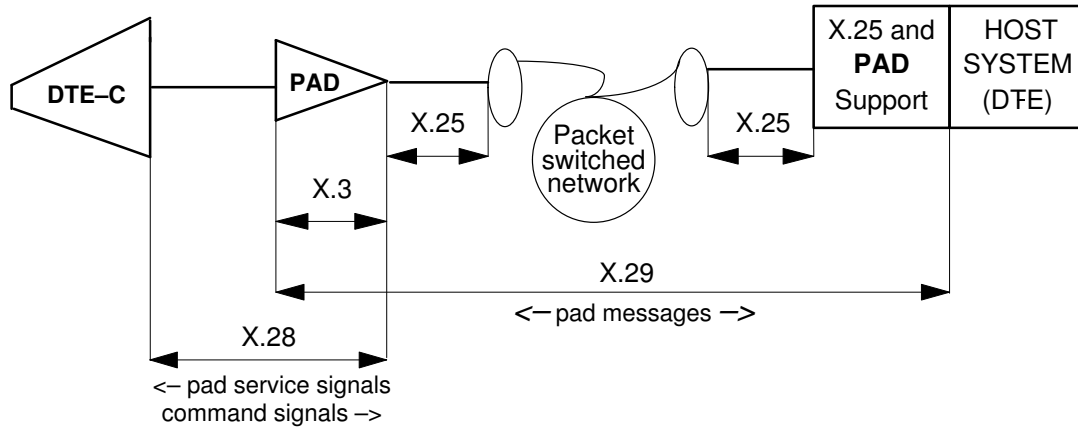 DTE–C
PAD
X.25
Packet
switched
network
X.25
X.25 and
PAD
Support
HOST
SYSTEM
(DTE)
X.3
X.29
<– pad messages –>
X.28
<– pad service signals
command signals –>